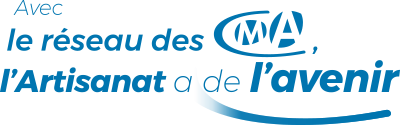 Avec
le réseau des CMA,
l'Artisanat a de l'avenir